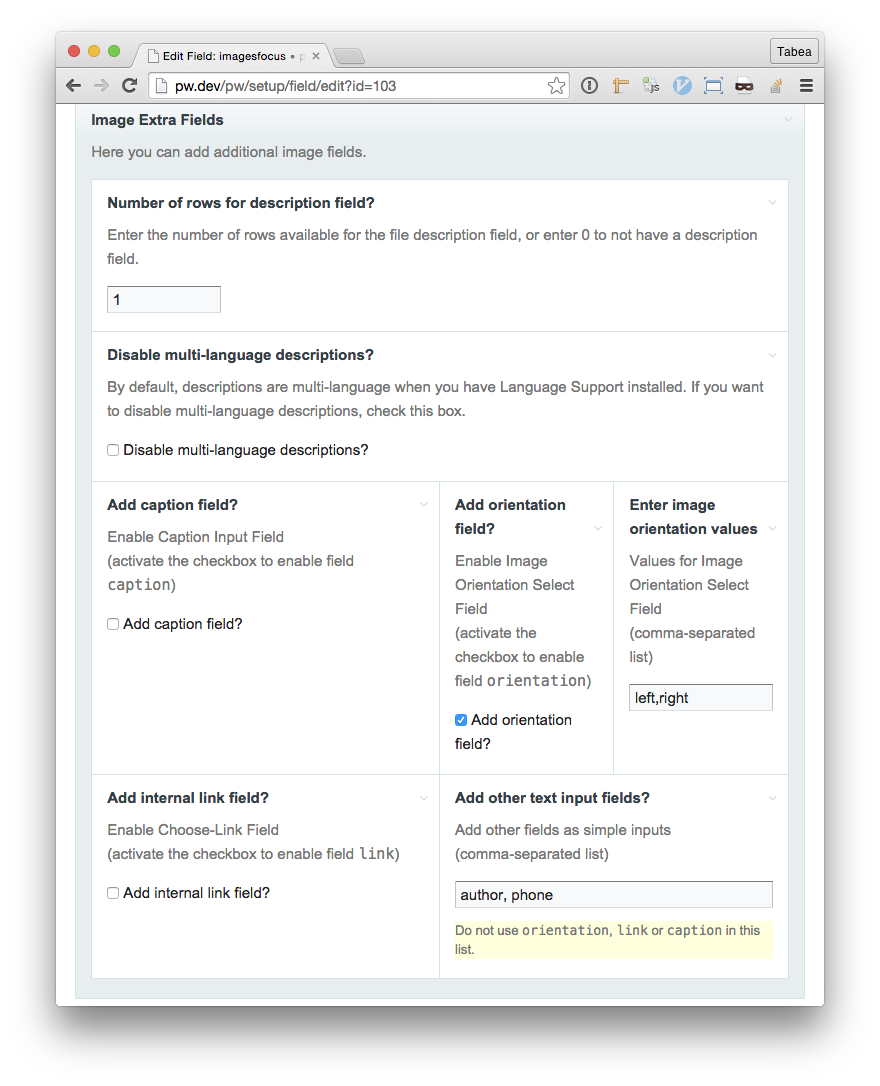 Edit Field: imagesfocus • p
Tabea
pw.dev/pw/setup/field/edit?id=103
js
Image Extra Fields
Here you can add additional image fields.
Number of rows for description field?
Enter the number of rows available for the file description field, or enter 0 to not have a description
field.
1
Disable multi-language descriptions?
By default, descriptions are multi-language when you have Language Support installed. If you want
to disable multi-language descriptions, check this box.
Disable multi-language descriptions?
Add caption field?
Enable Caption Input Field
(activate the checkbox to enable field
caption)
Add caption field?
Add orientation
field?
Enable Image
Orientation Select
Field
(activate the
checkbox to enable
field orientation)
Add orientation
field?
Enter image
orientation values
Values for Image
Orientation Select
Field
(comma-separated
list)
left,right
Add internal link field?
Enable Choose-Link Field
(activate the checkbox to enable field link)
Add internal link field?
Add other text input fields?
Add other fields as simple inputs
(comma-separated list)
author, phone
Do not use orientation, link or caption in this
list.